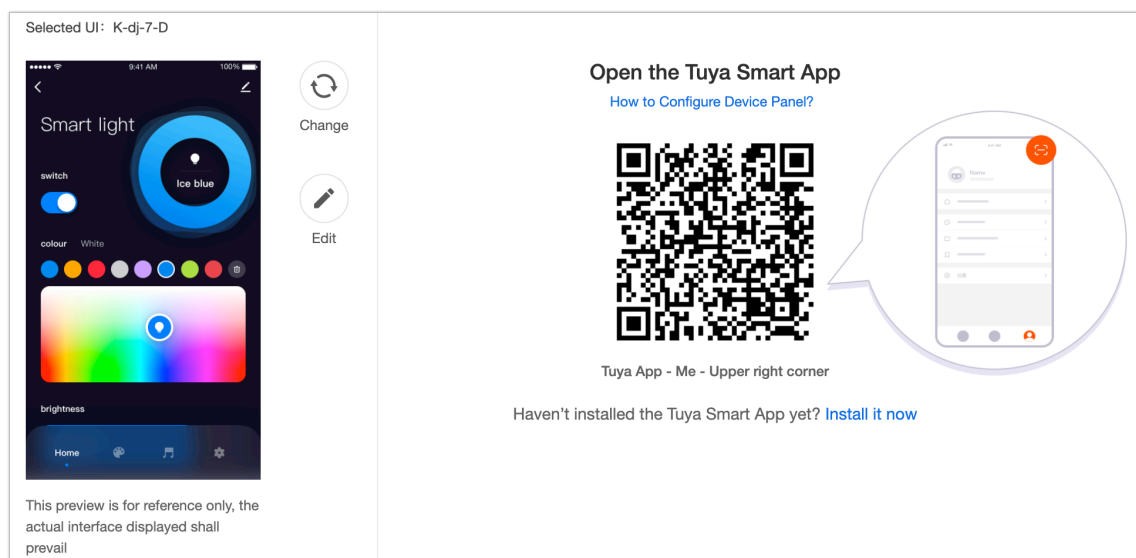 Selected UI： K-dj-7-D
9:41 AM
100%
Smart light
Ice blue
switch
colour White
brightness
Home
Change
Edit
This preview is for reference only, the
actual interface displayed shall
prevail
Open the Tuya Smart App
How to Configure Device Panel?
Tuya App - Me - Upper right corner
Haven't installed the Tuya Smart App yet? Install it now
Name